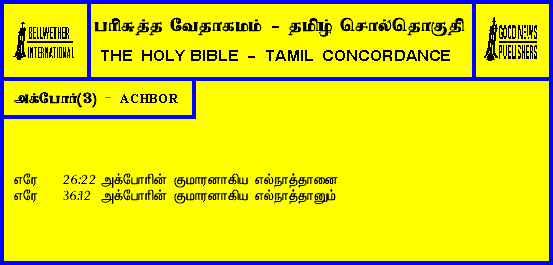 BELLWETHER
INTERNATIONAL
பரிசுத்த வேதாகமம் - தமிழ் சொல்தொகுதி
THE HOLY BIBLE - TAMIL CONCORDANCE
GOOD NEWS
PUBLISHERS
அக்போர்(3) - ACHBOR
எரே 26:22 அக்போரின் குமாரனாகிய எல்நாத்தானை
எரே 36:12 அக்போரின் குமாரனாகிய எல்நாத்தானும்